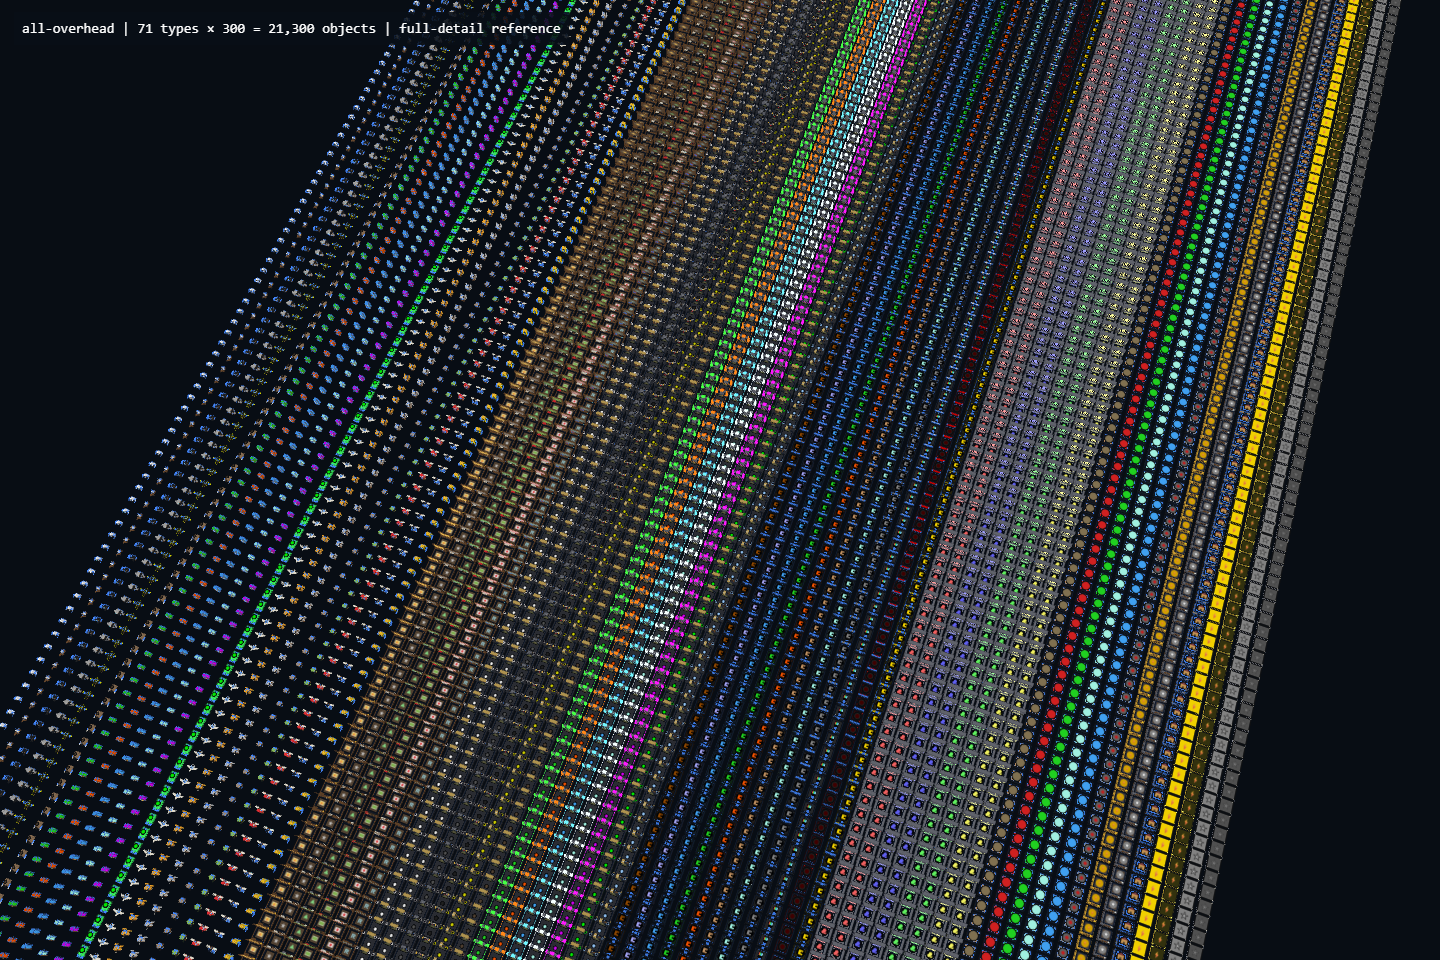 all-overhead | 71 types × 300 = 21,300 objects | full-detail reference